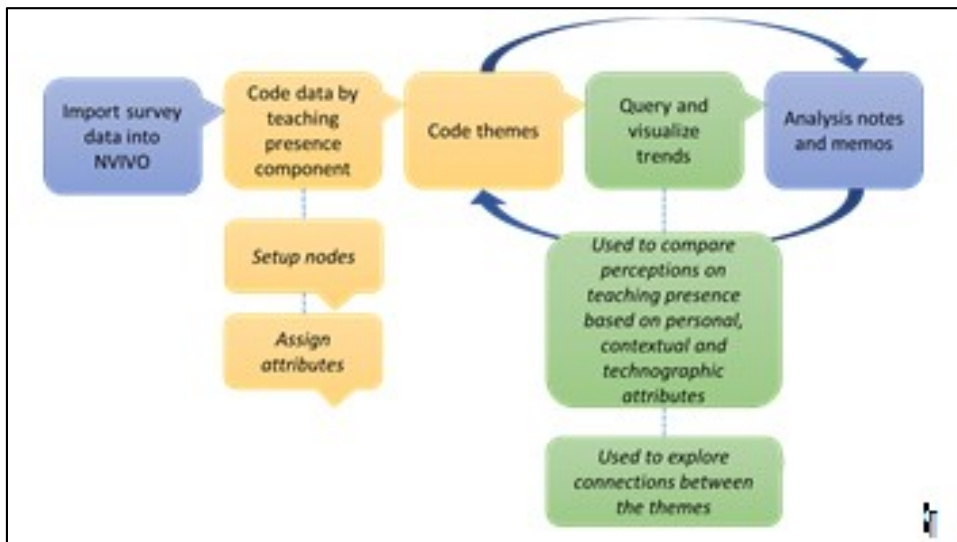 Import survey
data into
NVIVO
Code data by
teaching
presence
component
Code themes
Query and
visualize
trends
Analysis notes
and memos
Setup nodes
Assign
attributes
Used to compare
perceptions on
teaching presence
based on personal,
contextual and
technographic
attributes
Used to explore
connections between
the themes